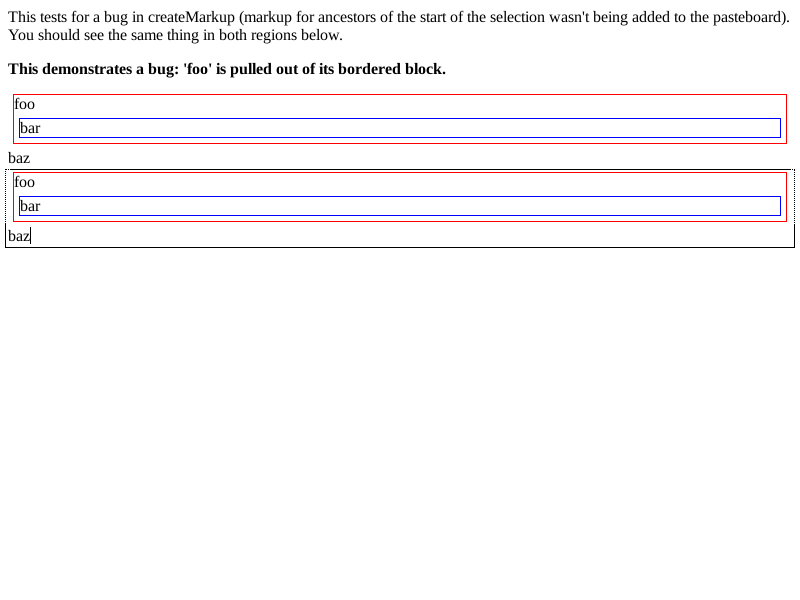 This tests for a bug in createMarkup (markup for ancestors of the start of the selection wasn't being added to the pasteboard).
You should see the same thing in both regions below.
This demonstrates a bug: 'foo' is pulled out of its bordered block.
foo
bar
baz
foo
bar
baz